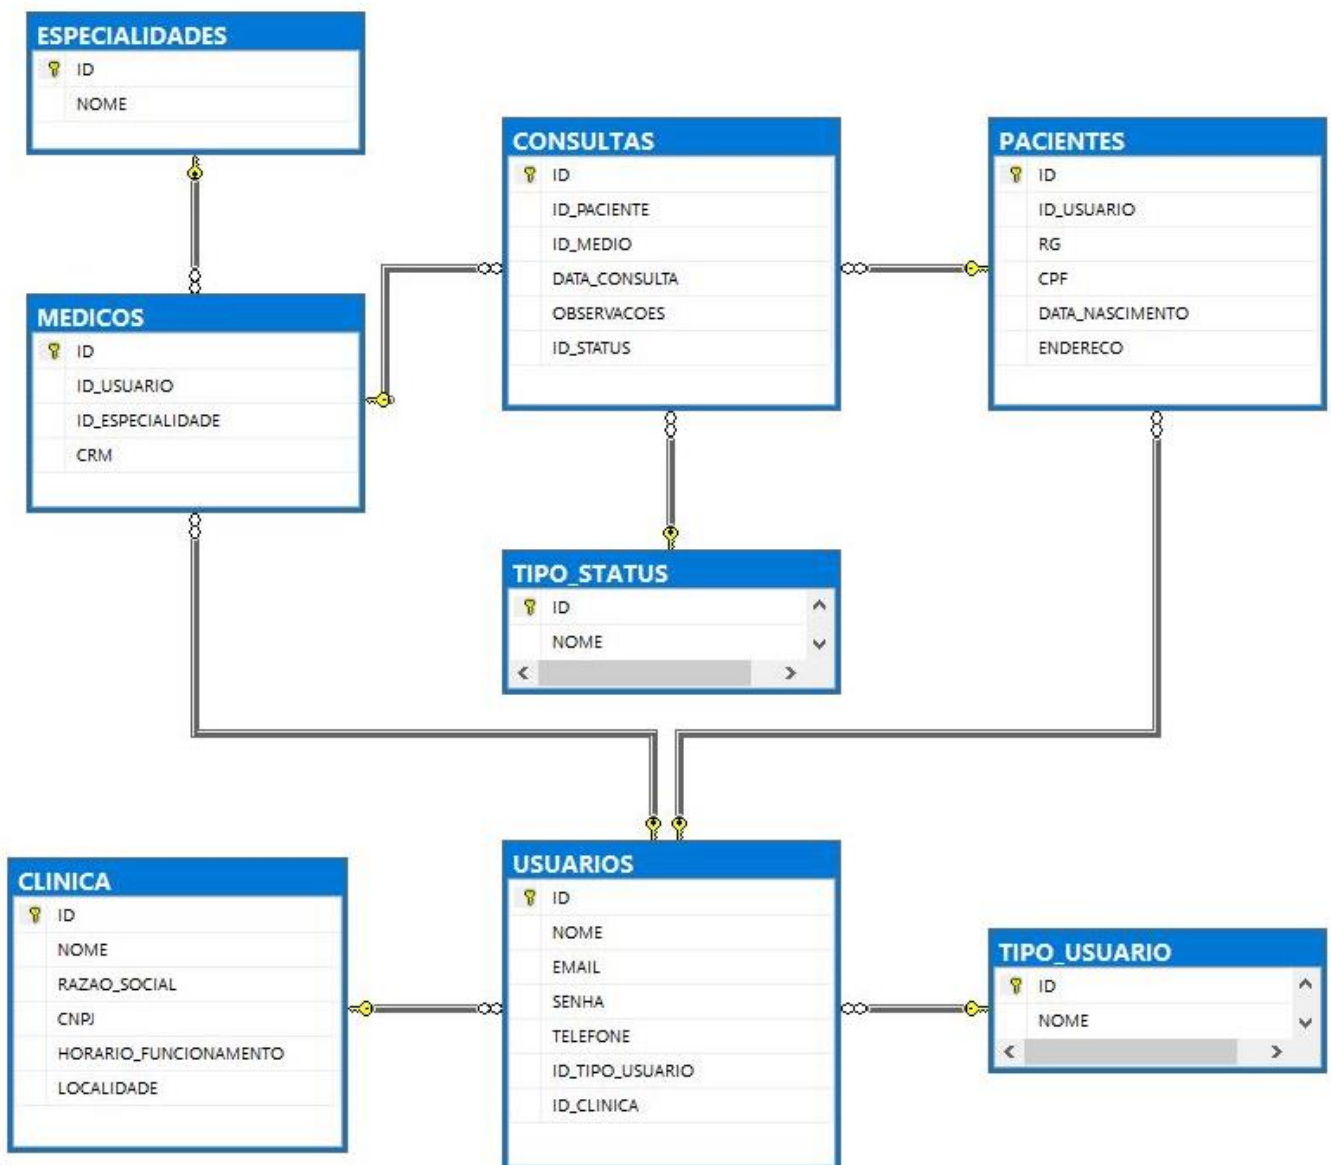 ESPECIALIDADES
ID
NOME
CONSULTAS
ID
ID_PACIENTE
ID_MEDIO
DATA_CONSULTA
OBSERVACOES
ID_STATUS
PACIENTES
ID
ID_USUARIO
RG
CPF
DATA_NASCIMENTO
ENDERECO
MEDICOS
ID
ID_USUARIO
ID_ESPECIALIDADE
CRM
TIPO_STATUS
ID
NOME
CLINICA
ID
NOME
RAZAO_SOCIAL
CNPJ
HORARIO_FUNCIONAMENTO
LOCALIDADE
USUARIOS
ID
NOME
EMAIL
SENHA
TELEFONE
ID_TIPO_USUARIO
ID_CLINICA
TIPO_USUARIO
ID
NOME